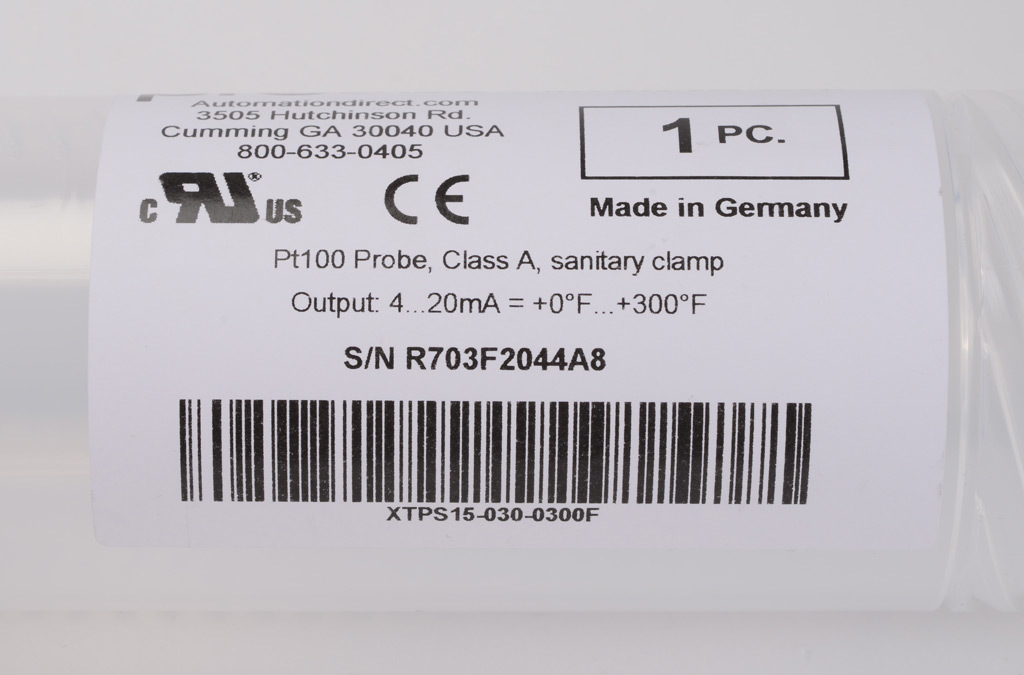 Automationdirect.com
3505 Hutchinson Rd.
Cumming GA 30040 USA
800-633-0405
1 PC.
c RU ® US
CE
Made in Germany
Pt100 Probe, Class A, sanitary clamp
Output: 4...20mA = +0°F...+300°F
S/N R703F2044A8
XTPS15-030-0300F